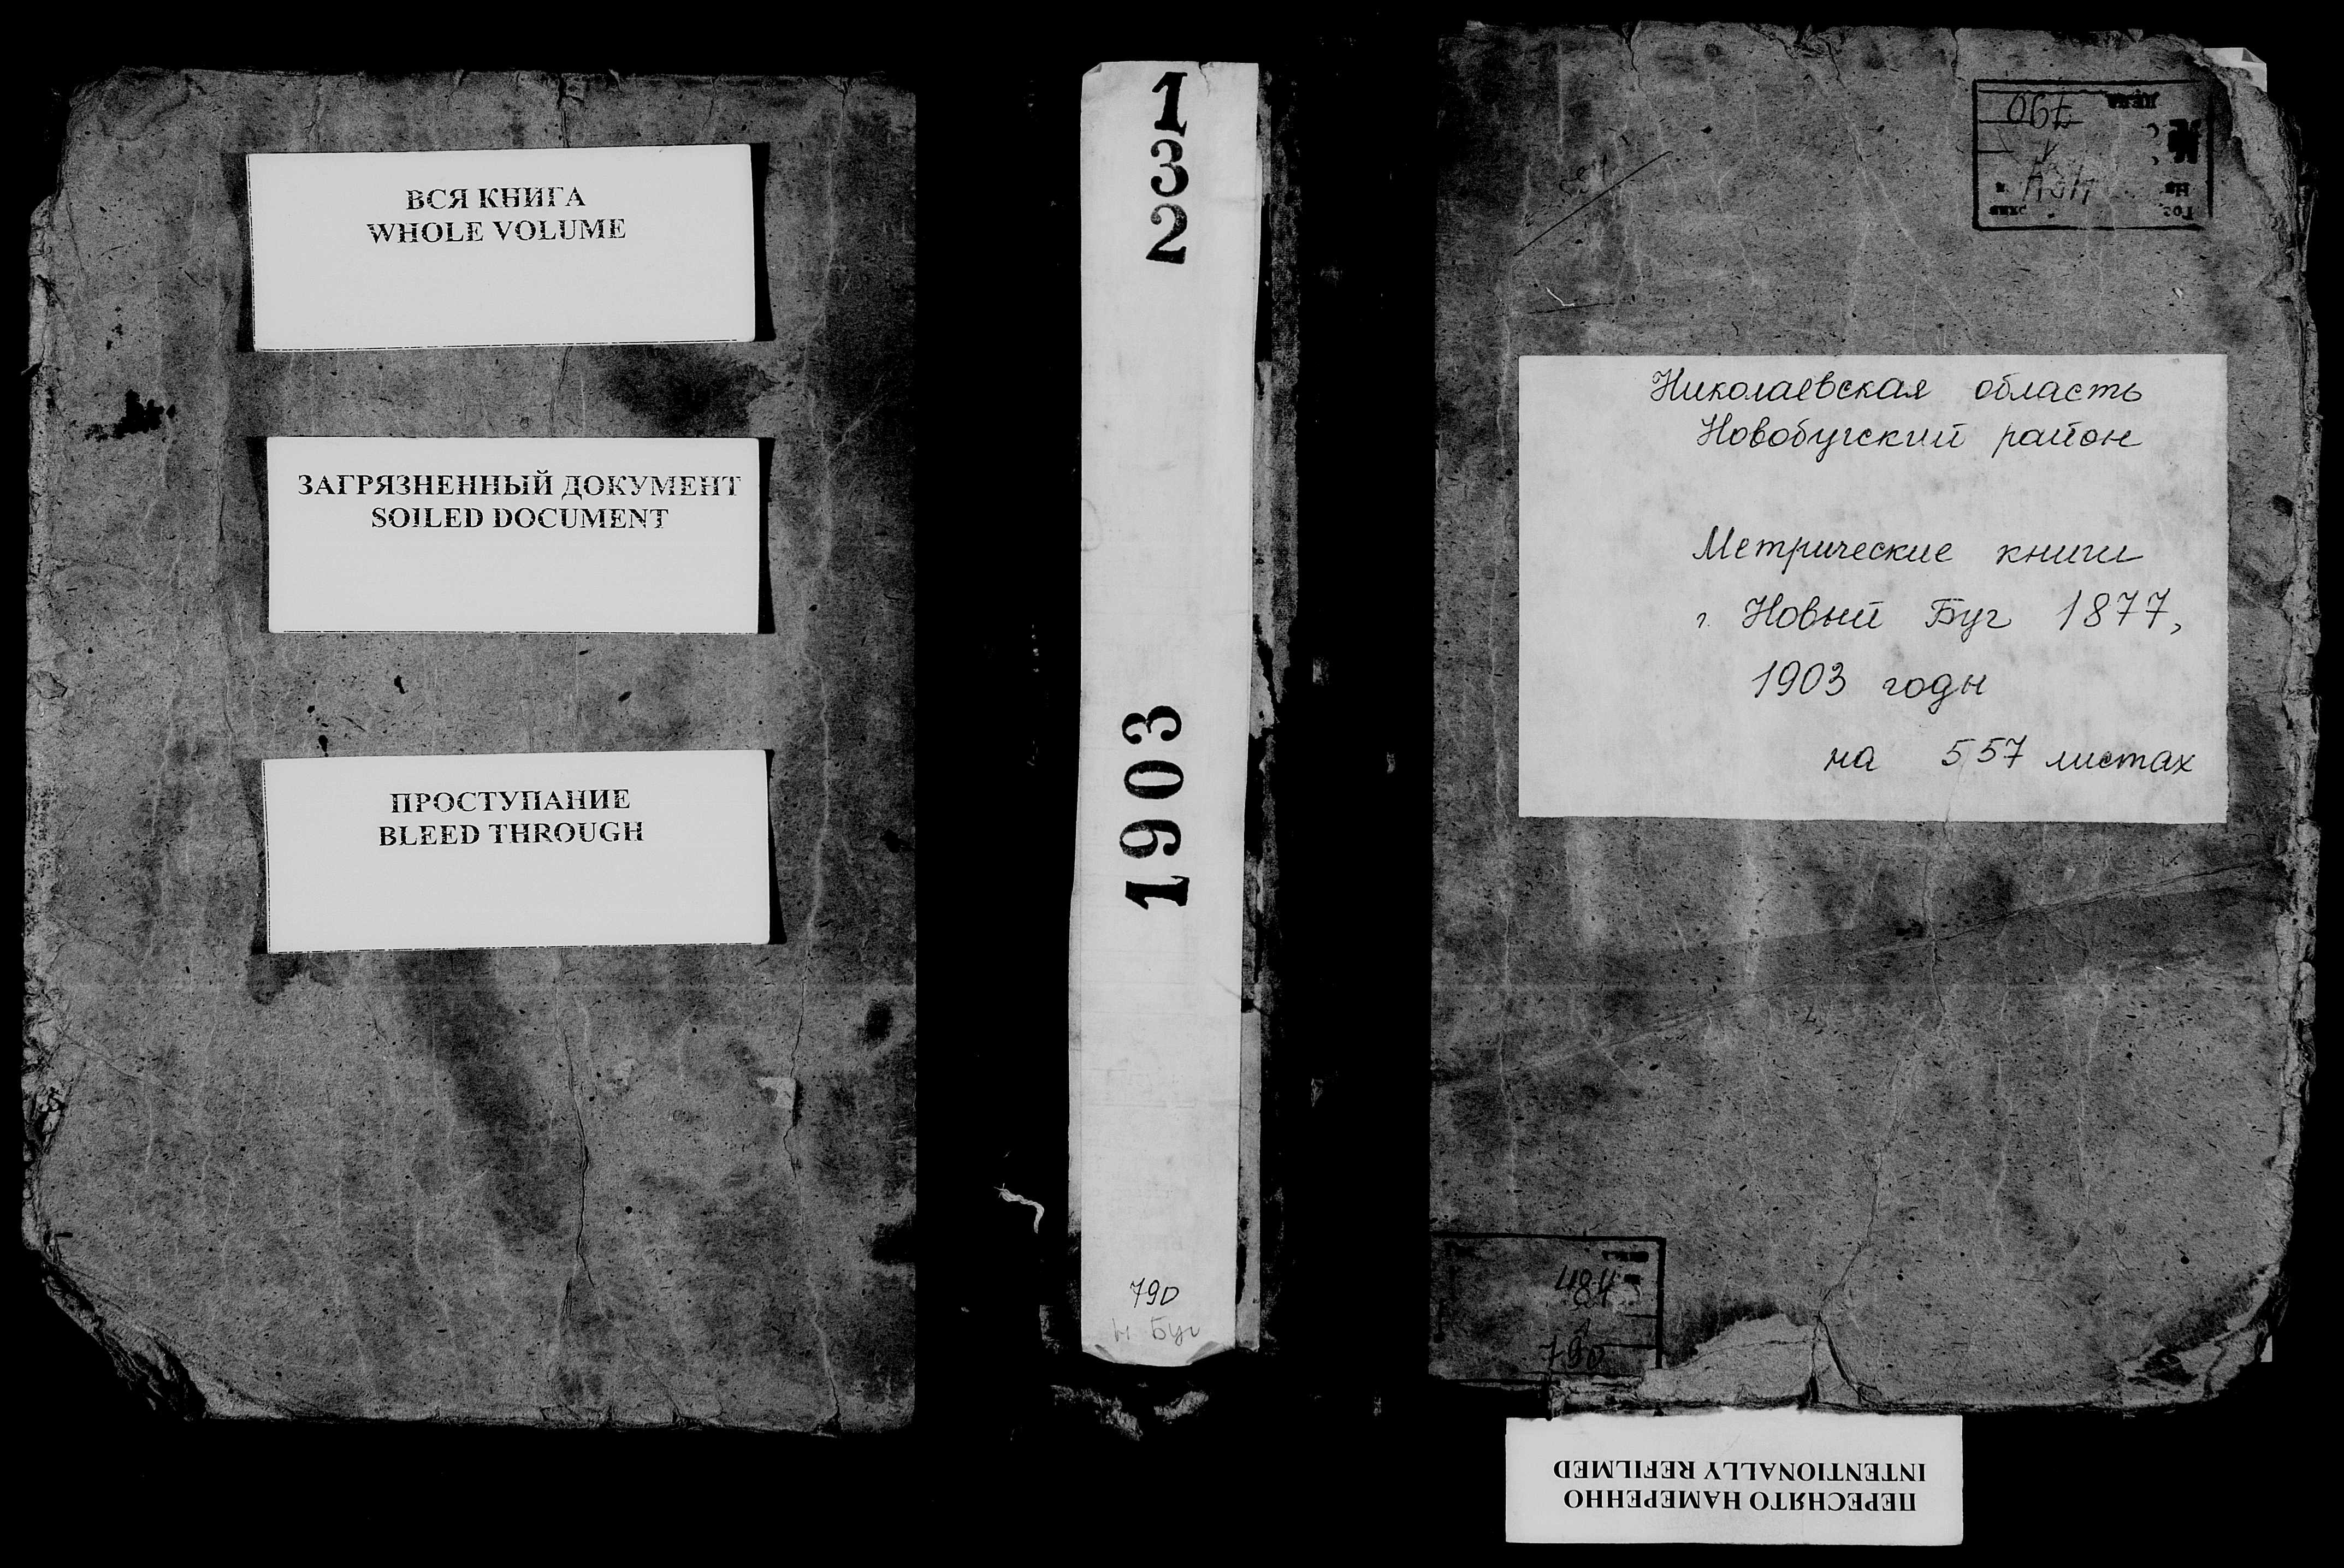 ВСЯ КНИГА
WHOLE VOLUME
ЗАГРЯЗНЕННЫЙ ДОКУМЕНТ
SOILED DOCUMENT
ПРОСТУПАНИЕ
BLEED THROUGH
1
3
2
1903
790
Н Буг
790
Николаевская область
Новобугский район
Метрические книги
г. Новый Буг 1877,
1903 годы
на 557 листах
484
790
ПЕРЕСНЯТО НАМЕРЕННО
INTENTIONALLY REFILMED